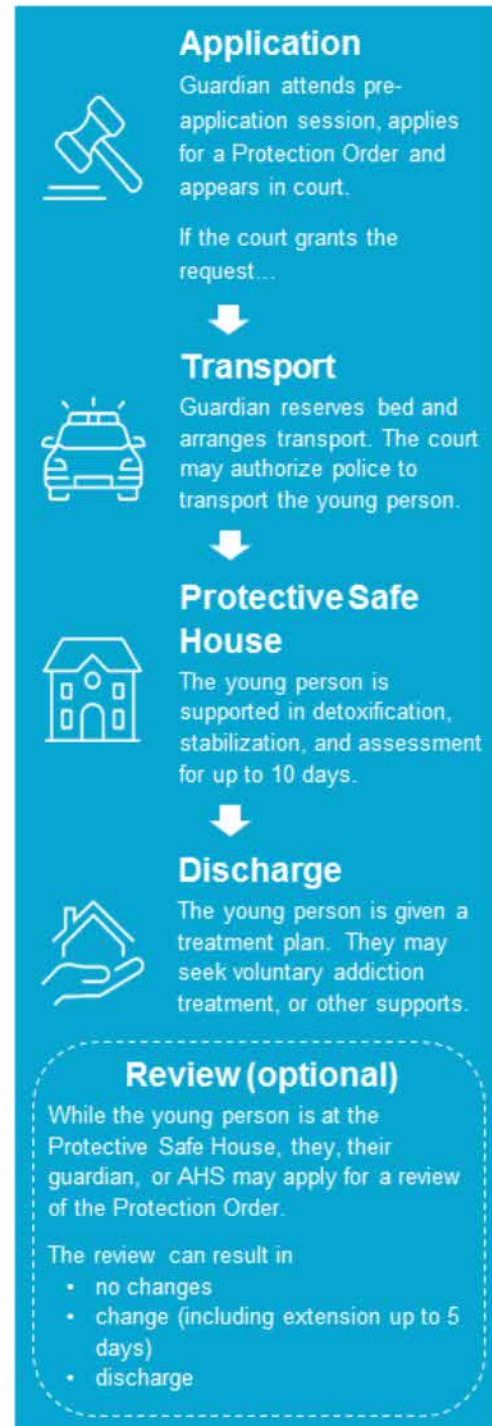 Application
Guardian attends pre-
application session, applies
for a Protection Order and
appears in court.
If the court grants the
request...
Transport
Guardian reserves bed and
arranges transport. The court
may authorize police to
transport the young person.
Protective Safe
House
The young person is
supported in detoxification,
stabilization, and assessment
for up to 10 days.
Discharge
The young person is given a
treatment plan. They may
seek voluntary addiction
treatment, or other supports.
Review (optional)
While the young person is at the
Protective Safe House, they, their
guardian, or AHS may apply for a review
of the Protection Order.
The review can result in
• no changes
• change (including extension up to 5
days)
• discharge